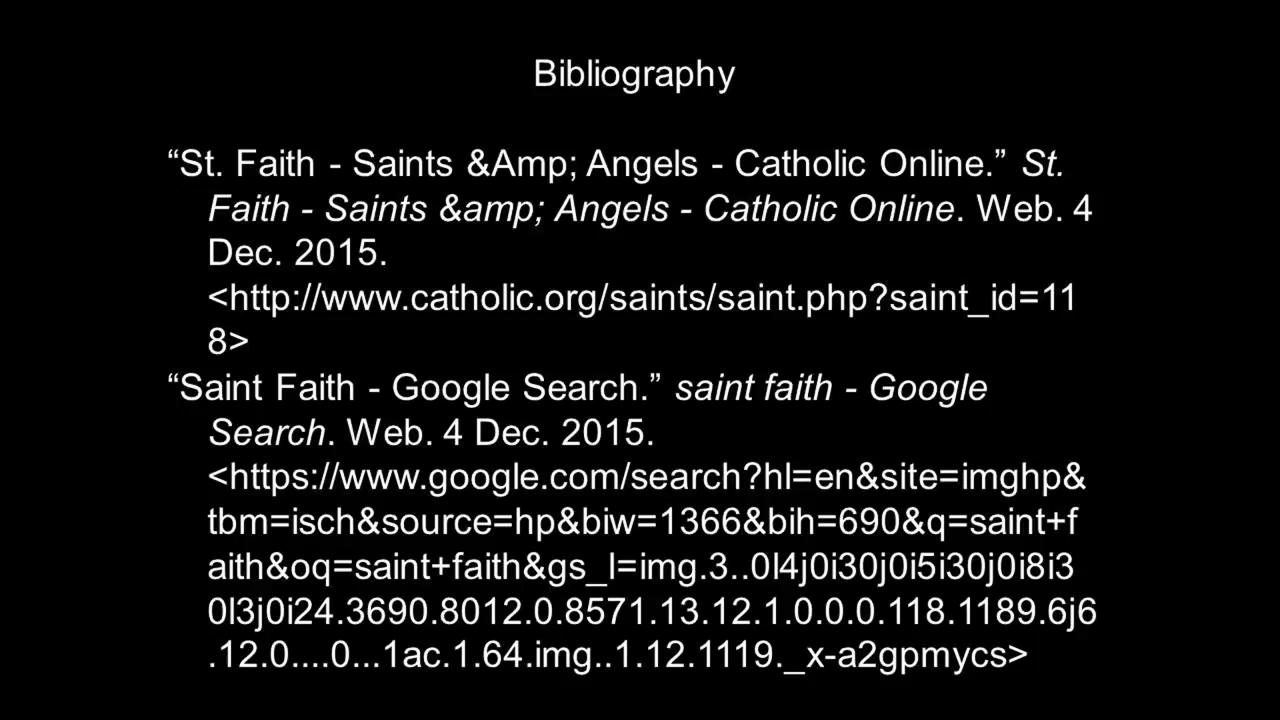 Bibliography
“St. Faith - Saints &Amp; Angels - Catholic Online.” St.
Faith - Saints &amp; Angels - Catholic Online. Web. 4
Dec. 2015.
<http://www.catholic.org/saints/saint.php?saint_id=11
8>
“Saint Faith - Google Search.” saint faith - Google
Search. Web. 4 Dec. 2015.
<https://www.google.com/search?hl=en&site=imghp&
tbm=isch&source=hp&biw=1366&bih=690&q=saint+f
aith&oq=saint+faith&gs_l=img.3..0l4j0i30j0i5i30j0i8i3
0l3j0i24.3690.8012.0.8571.13.12.1.0.0.0.118.1189.6j6
.12.0....0...1ac.1.64.img..1.12.1119._x-a2gpmycs>